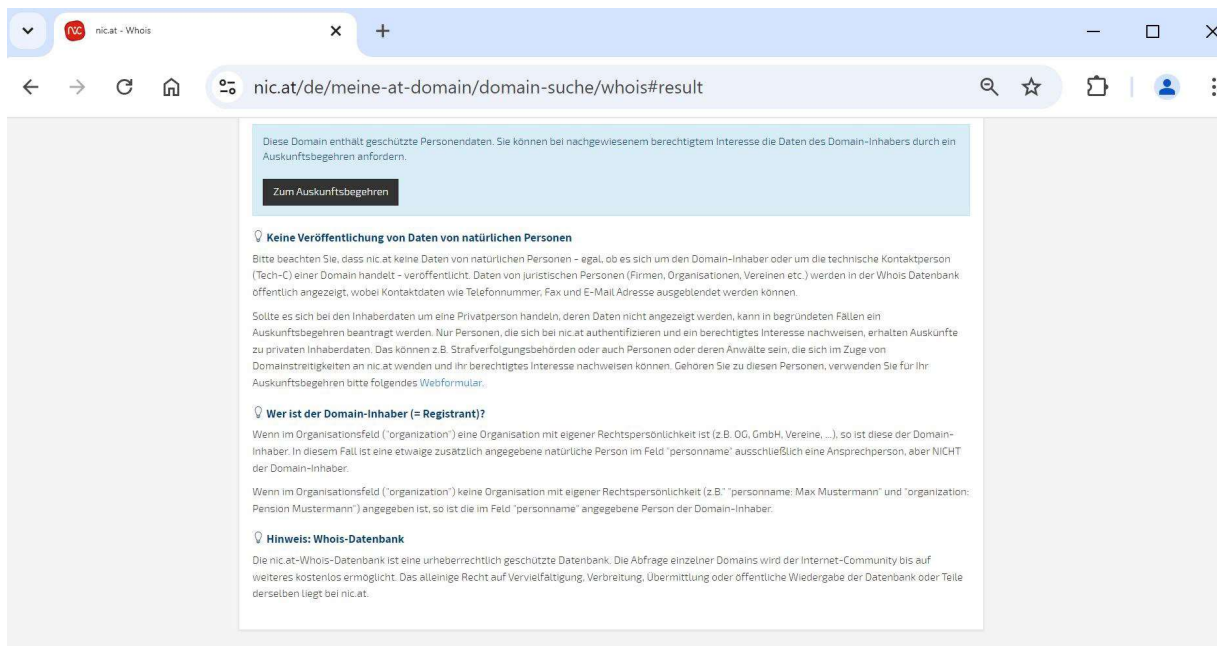 nic.at - Whois
nic.at/de/meine-at-domain/domain-suche/whois#result
Diese Domain enthält geschützte Personendaten. Sie können bei nachgewiesenem berechtigtem Interesse die Daten des Domain-Inhabers durch ein
Auskunftsbegehren anfordern.
Zum Auskunftsbegehren
Keine Veröffentlichung von Daten von natürlichen Personen
Bitte beachten Sie, dass nic.at keine Daten von natürlichen Personen - egal, ob es sich um den Domain-Inhaber oder um die technische Kontaktperson
(Tech-C) einer Domain handelt - veröffentlicht. Daten von juristischen Personen (Firmen, Organisationen, Vereinen etc.) werden in der Whois Datenbank
öffentlich angezeigt, wobei Kontaktdaten wie Telefonnummer, Fax und E-Mail Adresse ausgeblendet werden können.
Sollte es sich bei den Inhaberdaten um eine Privatperson handeln, deren Daten nicht angezeigt werden, kann in begründeten Fällen ein
Auskunftsbegehren beantragt werden. Nur Personen, die sich bei nic.at authentifizieren und ein berechtigtes Interesse nachweisen, erhalten Auskünfte
zu privaten Inhaberdaten. Das können z.B. Strafverfolgungsbehörden oder auch Personen oder deren Anwälte sein, die sich im Zuge von
Domainstreitigkeiten an nic.at wenden und ihr berechtigtes Interesse nachweisen können. Gehören Sie zu diesen Personen, verwenden Sie für Ihr
Auskunftsbegehren bitte folgendes Webformular.
Wer ist der Domain-Inhaber (= Registrant)?
Wenn im Organisationsfeld ("organization") eine Organisation mit eigener Rechtspersönlichkeit ist (z.B. OG, GmbH, Vereine, ...), so ist diese der Domain-
Inhaber. In diesem Fall ist eine etwaige zusätzlich angegebene natürliche Person im Feld "personname" ausschließlich eine Ansprechperson, aber NICHT
der Domain-Inhaber.
Wenn im Organisationsfeld ("organization") keine Organisation mit eigener Rechtspersönlichkeit (z.B." "personname: Max Mustermann" und "organization:
Pension Mustermann") angegeben ist, so ist die im Feld "personname" angegebene Person der Domain-Inhaber.
Hinweis: Whois-Datenbank
Die nic.at-Whois-Datenbank ist eine urheberrechtlich geschützte Datenbank. Die Abfrage einzelner Domains wird der Internet-Community bis auf
weiteres kostenlos ermöglicht. Das alleinige Recht auf Vervielfältigung, Verbreitung, Übermittlung oder öffentliche Wiedergabe der Datenbank oder Teile
derselben liegt bei nic.at.